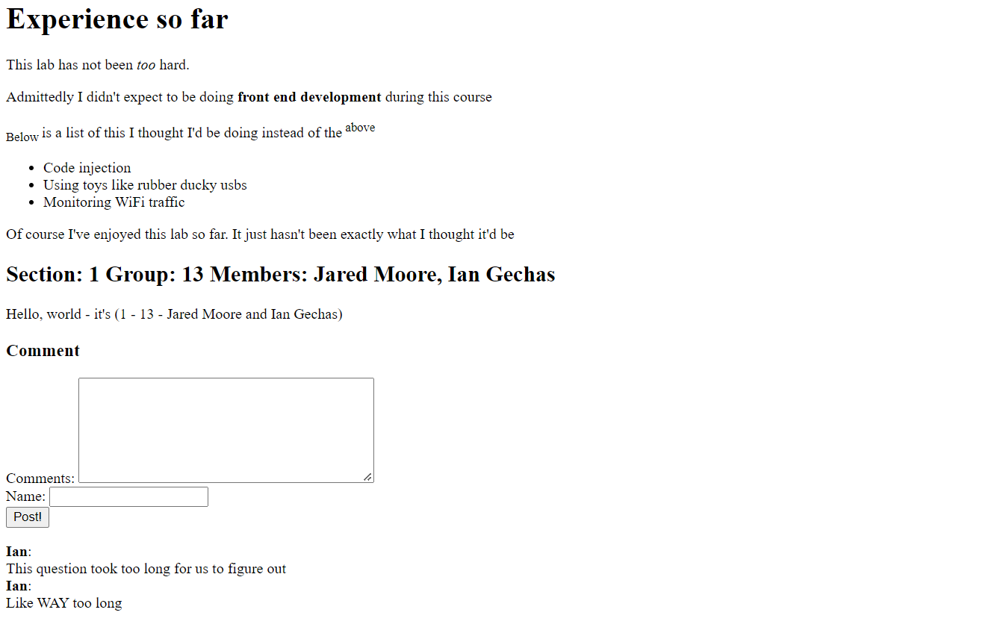 Experience so far
This lab has not been too hard.
Admittedly I didn't expect to be doing front end development during this course
Below is a list of this I thought I'd be doing instead of the above
• Code injection
• Using toys like rubber ducky usbs
• Monitoring WiFi traffic
Of course I've enjoyed this lab so far. It just hasn't been exactly what I thought it'd be
Section: 1 Group: 13 Members: Jared Moore, Ian Gechas
Hello, world - it's (1 - 13 - Jared Moore and Ian Gechas)
Comment
Comments:
Name:
Post!
Ian:
This question took too long for us to figure out
Ian:
Like WAY too long